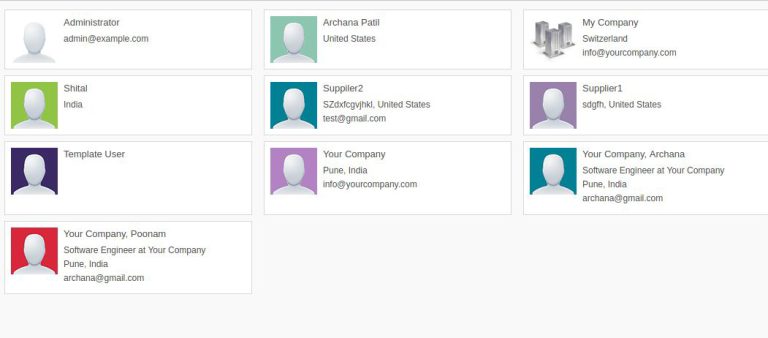 Administrator
admin@example.com
Archana Patil
United States
My Company
Switzerland
info@yourcompany.com
Shital
India
Supplier2
SZdxfcgvjhkl, United States
test@gmail.com
Supplier1
sdgfh, United States
Template User
Your Company
Pune, India
info@yourcompany.com
Your Company, Archana
Software Engineer at Your Company
Pune, India
archana@gmail.com
Your Company, Poonam
Software Engineer at Your Company
Pune, India
archana@gmail.com